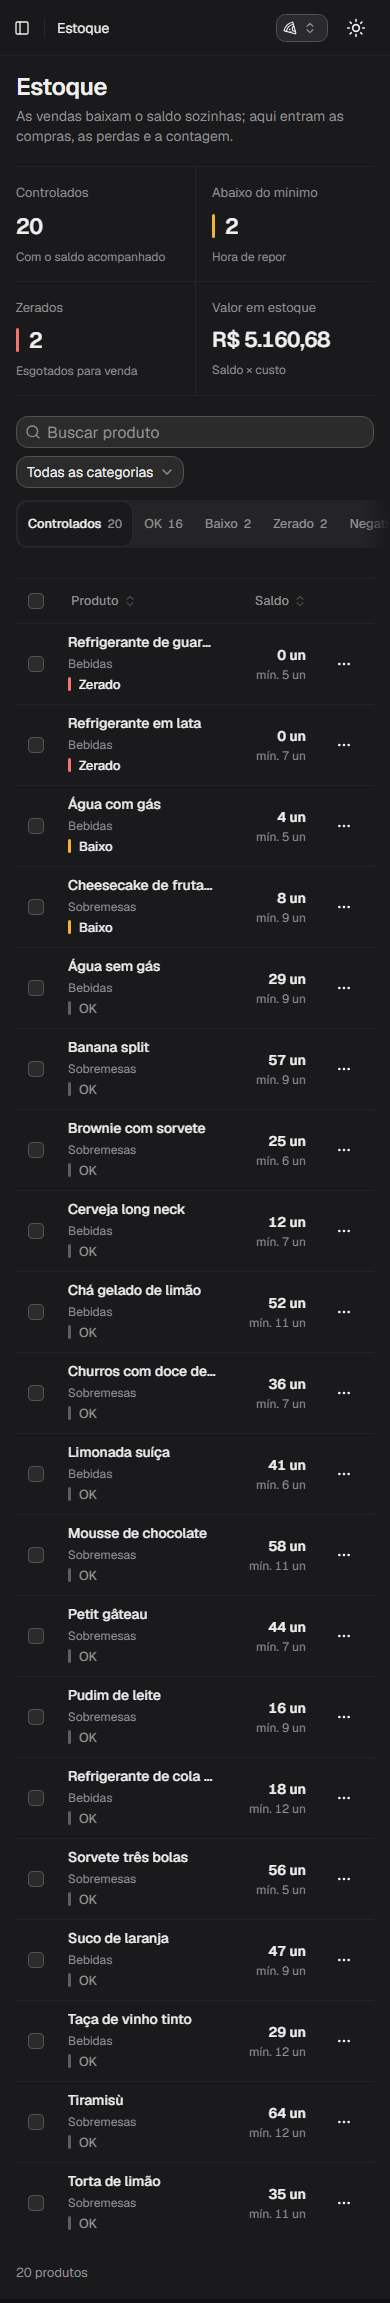 Estoque
Estoque
As vendas baixam o saldo sozinhas; aqui entram as
compras, as perdas e a contagem.
Controlados
20
Com o saldo acompanhado
Abaixo do mínimo
2
Hora de repor
Zerados
2
Esgotados para venda
Valor em estoque
R$ 5.160,68
Saldo × custo
Buscar produto
Todas as categorias
Controlados 20 OK 16 Baixo 2 Zerado 2 Negat
Produto Saldo
Refrigerante de guar...
Bebidas
Zerado
0 un
mín. 5 un
Refrigerante em lata
Bebidas
Zerado
0 un
mín. 7 un
Água com gás
Bebidas
Baixo
4 un
mín. 5 un
Cheesecake de fruta...
Sobremesas
Baixo
8 un
mín. 9 un
Água sem gás
Bebidas
OK
29 un
mín. 9 un
Banana split
Sobremesas
OK
57 un
mín. 9 un
Brownie com sorvete
Sobremesas
OK
25 un
mín. 6 un
Cerveja long neck
Bebidas
OK
12 un
mín. 7 un
Chá gelado de limão
Bebidas
OK
52 un
mín. 11 un
Churros com doce de...
Sobremesas
OK
36 un
mín. 7 un
Limonada suíça
Bebidas
OK
41 un
mín. 6 un
Mousse de chocolate
Sobremesas
OK
58 un
mín. 11 un
Petit gâteau
Sobremesas
OK
44 un
mín. 7 un
Pudim de leite
Sobremesas
OK
16 un
mín. 9 un
Refrigerante de cola ...
Bebidas
OK
18 un
mín. 12 un
Sorvete três bolas
Sobremesas
OK
56 un
mín. 5 un
Suco de laranja
Bebidas
OK
47 un
mín. 9 un
Taça de vinho tinto
Bebidas
OK
29 un
mín. 12 un
Tiramisù
Sobremesas
OK
64 un
mín. 12 un
Torta de limão
Sobremesas
OK
35 un
mín. 11 un
20 produtos